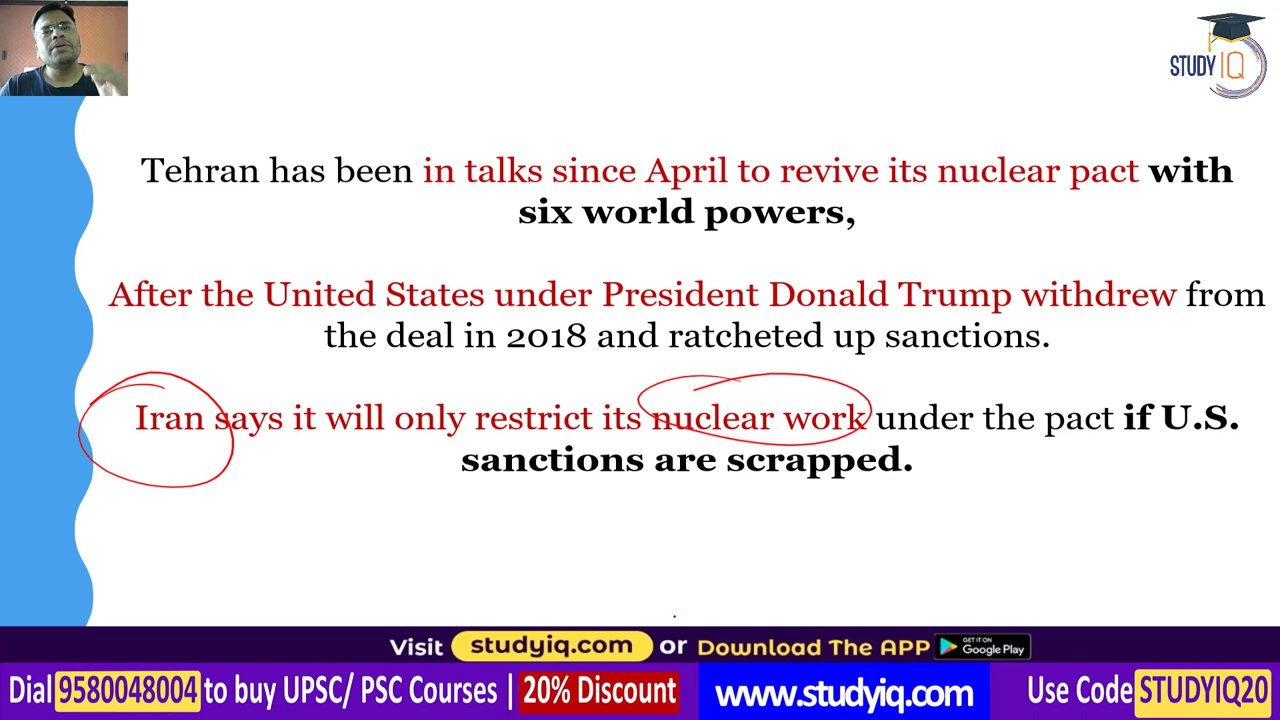 STUDY IQ
Tehran has been in talks since April to revive its nuclear pact with
six world powers,
After the United States under President Donald Trump withdrew from
the deal in 2018 and ratcheted up sanctions.
Iran says it will only restrict its nuclear work under the pact if U.S.
sanctions are scrapped.
Visit studyiq.com or Download The APP GET IT ON Google Play
Dial 9580048004 to buy UPSC/ PSC Courses | 20% Discount www.studyiq.com Use Code STUDYIQ20